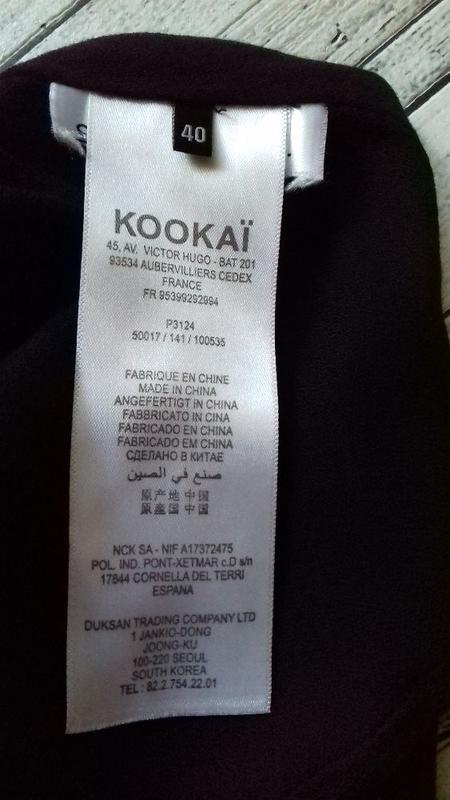 40
KOOKAÏ
45, AV. VICTOR HUGO - BAT 201
93534 AUBERVILLIERS CEDEX
FRANCE
FR 95399292994
P3124
50017 / 141 / 100535
FABRIQUE EN CHINE
MADE IN CHINA
ANGEFERTIGT IN CHINA
FABBRICATO IN CINA
FABRICADO EN CHINA
FABRICADO EM CHINA
СДЕЛАНО В КИТАЕ
صنع في الصين
原产地 中国
原產国 中国
NCK SA - NIF A17372475
POL. IND. PONT-XETMAR c.D s/n
17844 CORNELLA DEL TERRI
ESPANA
DUKSAN TRADING COMPANY LTD
1 JANKIO-DONG
JOONG-KU
100-220 SEOUL
SOUTH KOREA
TEL : 82.2.754.22.01